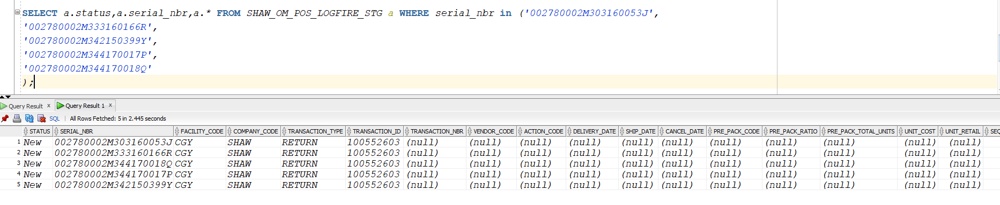 SELECT a.status,a.serial_nbr,a.* FROM SHAW_OM_POS_LOGFIRE_STG a WHERE serial_nbr in ('002780002M303160053J',
'002780002M333160166R',
'002780002M342150399Y',
'002780002M344170017P',
'002780002M344170018Q'
);
Query Result x Query Result 1 x
SQL | All Rows Fetched: 5 in 2.445 seconds
STATUS SERIAL_NBR FACILITY_CODE COMPANY_CODE TRANSACTION_TYPE TRANSACTION_ID TRANSACTION_NBR VENDOR_CODE ACTION_CODE DELIVERY_DATE SHIP_DATE CANCEL_DATE PRE_PACK_CODE PRE_PACK_RATIO PRE_PACK_TOTAL_UNITS UNIT_COST UNIT_RETAIL SEQ
1 New 002780002M303160053J CGY SHAW RETURN 100552603 (null) (null) (null) (null) (null) (null) (null) (null) (null) (null) (null)
2 New 002780002M333160166R CGY SHAW RETURN 100552603 (null) (null) (null) (null) (null) (null) (null) (null) (null) (null) (null)
3 New 002780002M344170018Q CGY SHAW RETURN 100552603 (null) (null) (null) (null) (null) (null) (null) (null) (null) (null) (null)
4 New 002780002M344170017P CGY SHAW RETURN 100552603 (null) (null) (null) (null) (null) (null) (null) (null) (null) (null) (null)
5 New 002780002M342150399Y CGY SHAW RETURN 100552603 (null) (null) (null) (null) (null) (null) (null) (null) (null) (null) (null)